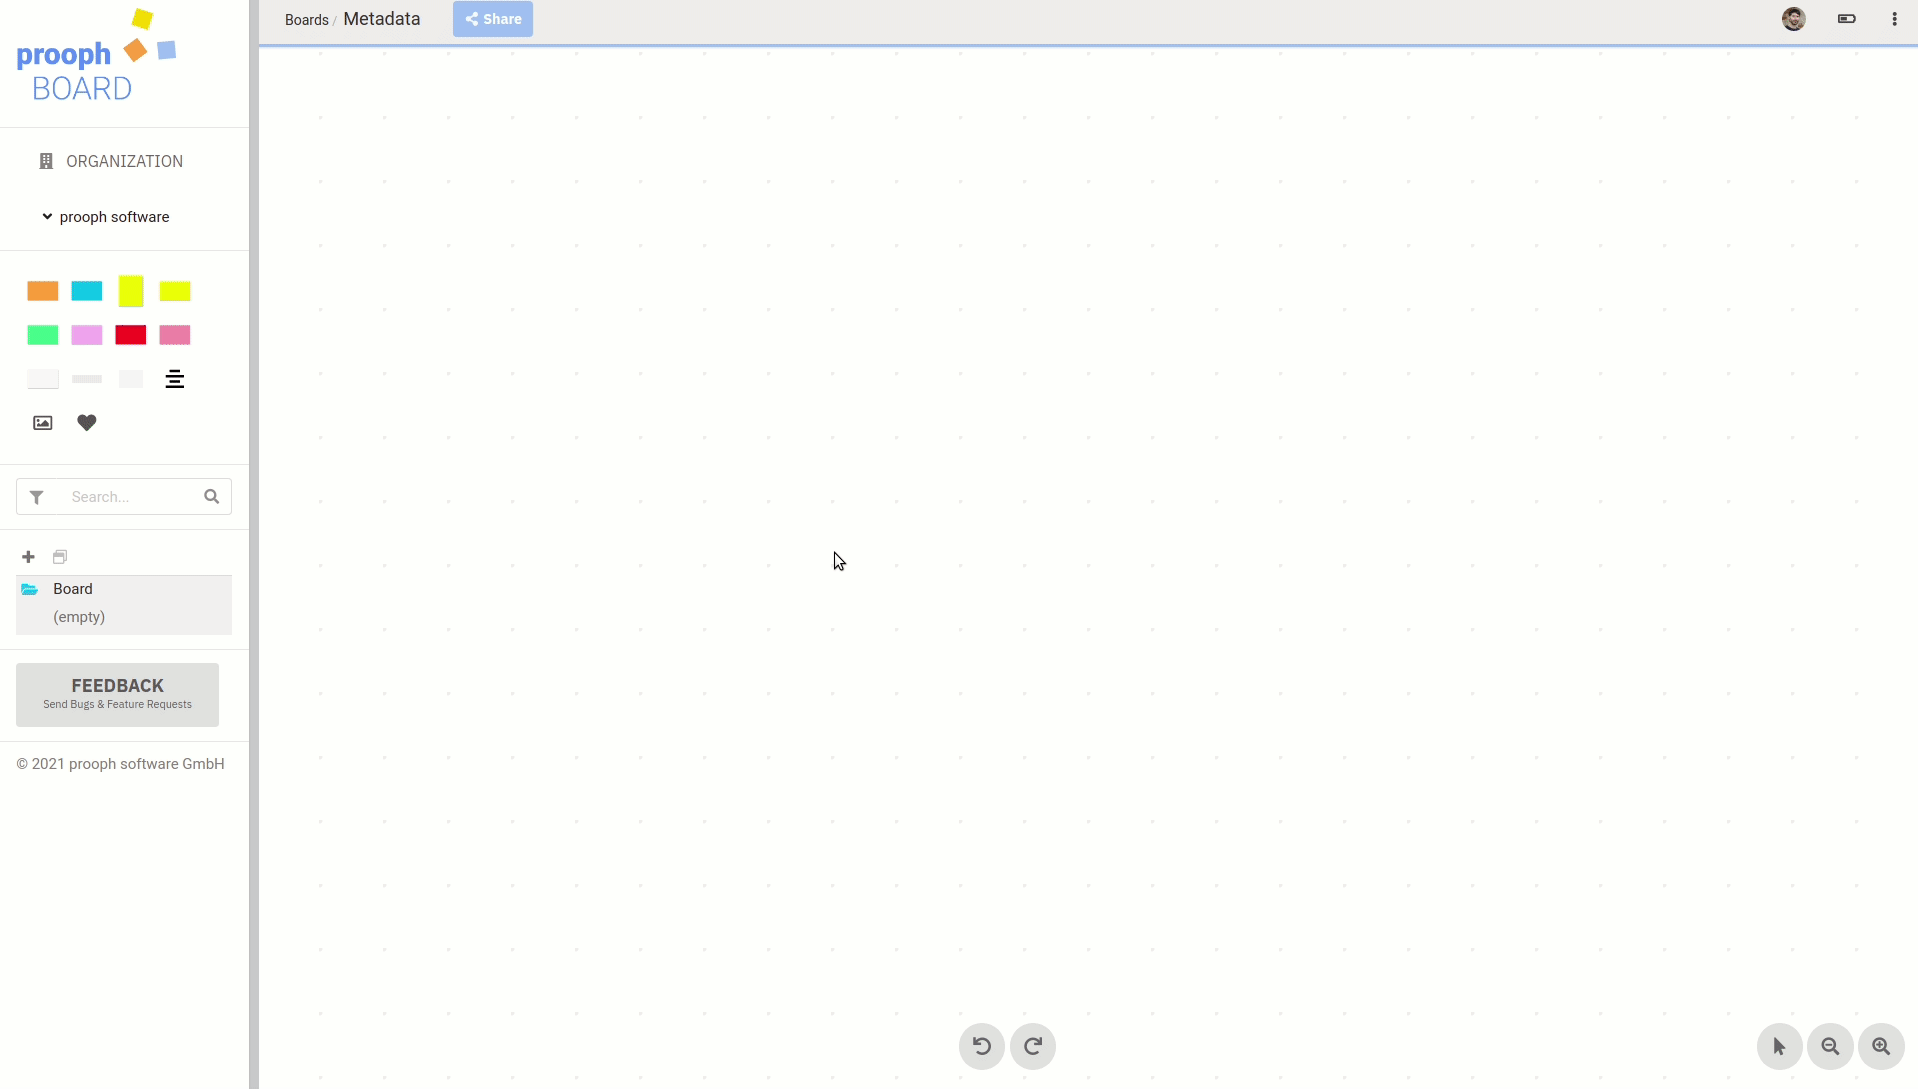 prooph
BOARD
Boards / Metadata
Share
ORGANIZATION
prooph software
Search...
Board
(empty)
FEEDBACK
Send Bugs & Feature Requests
© 2021 prooph software GmbH